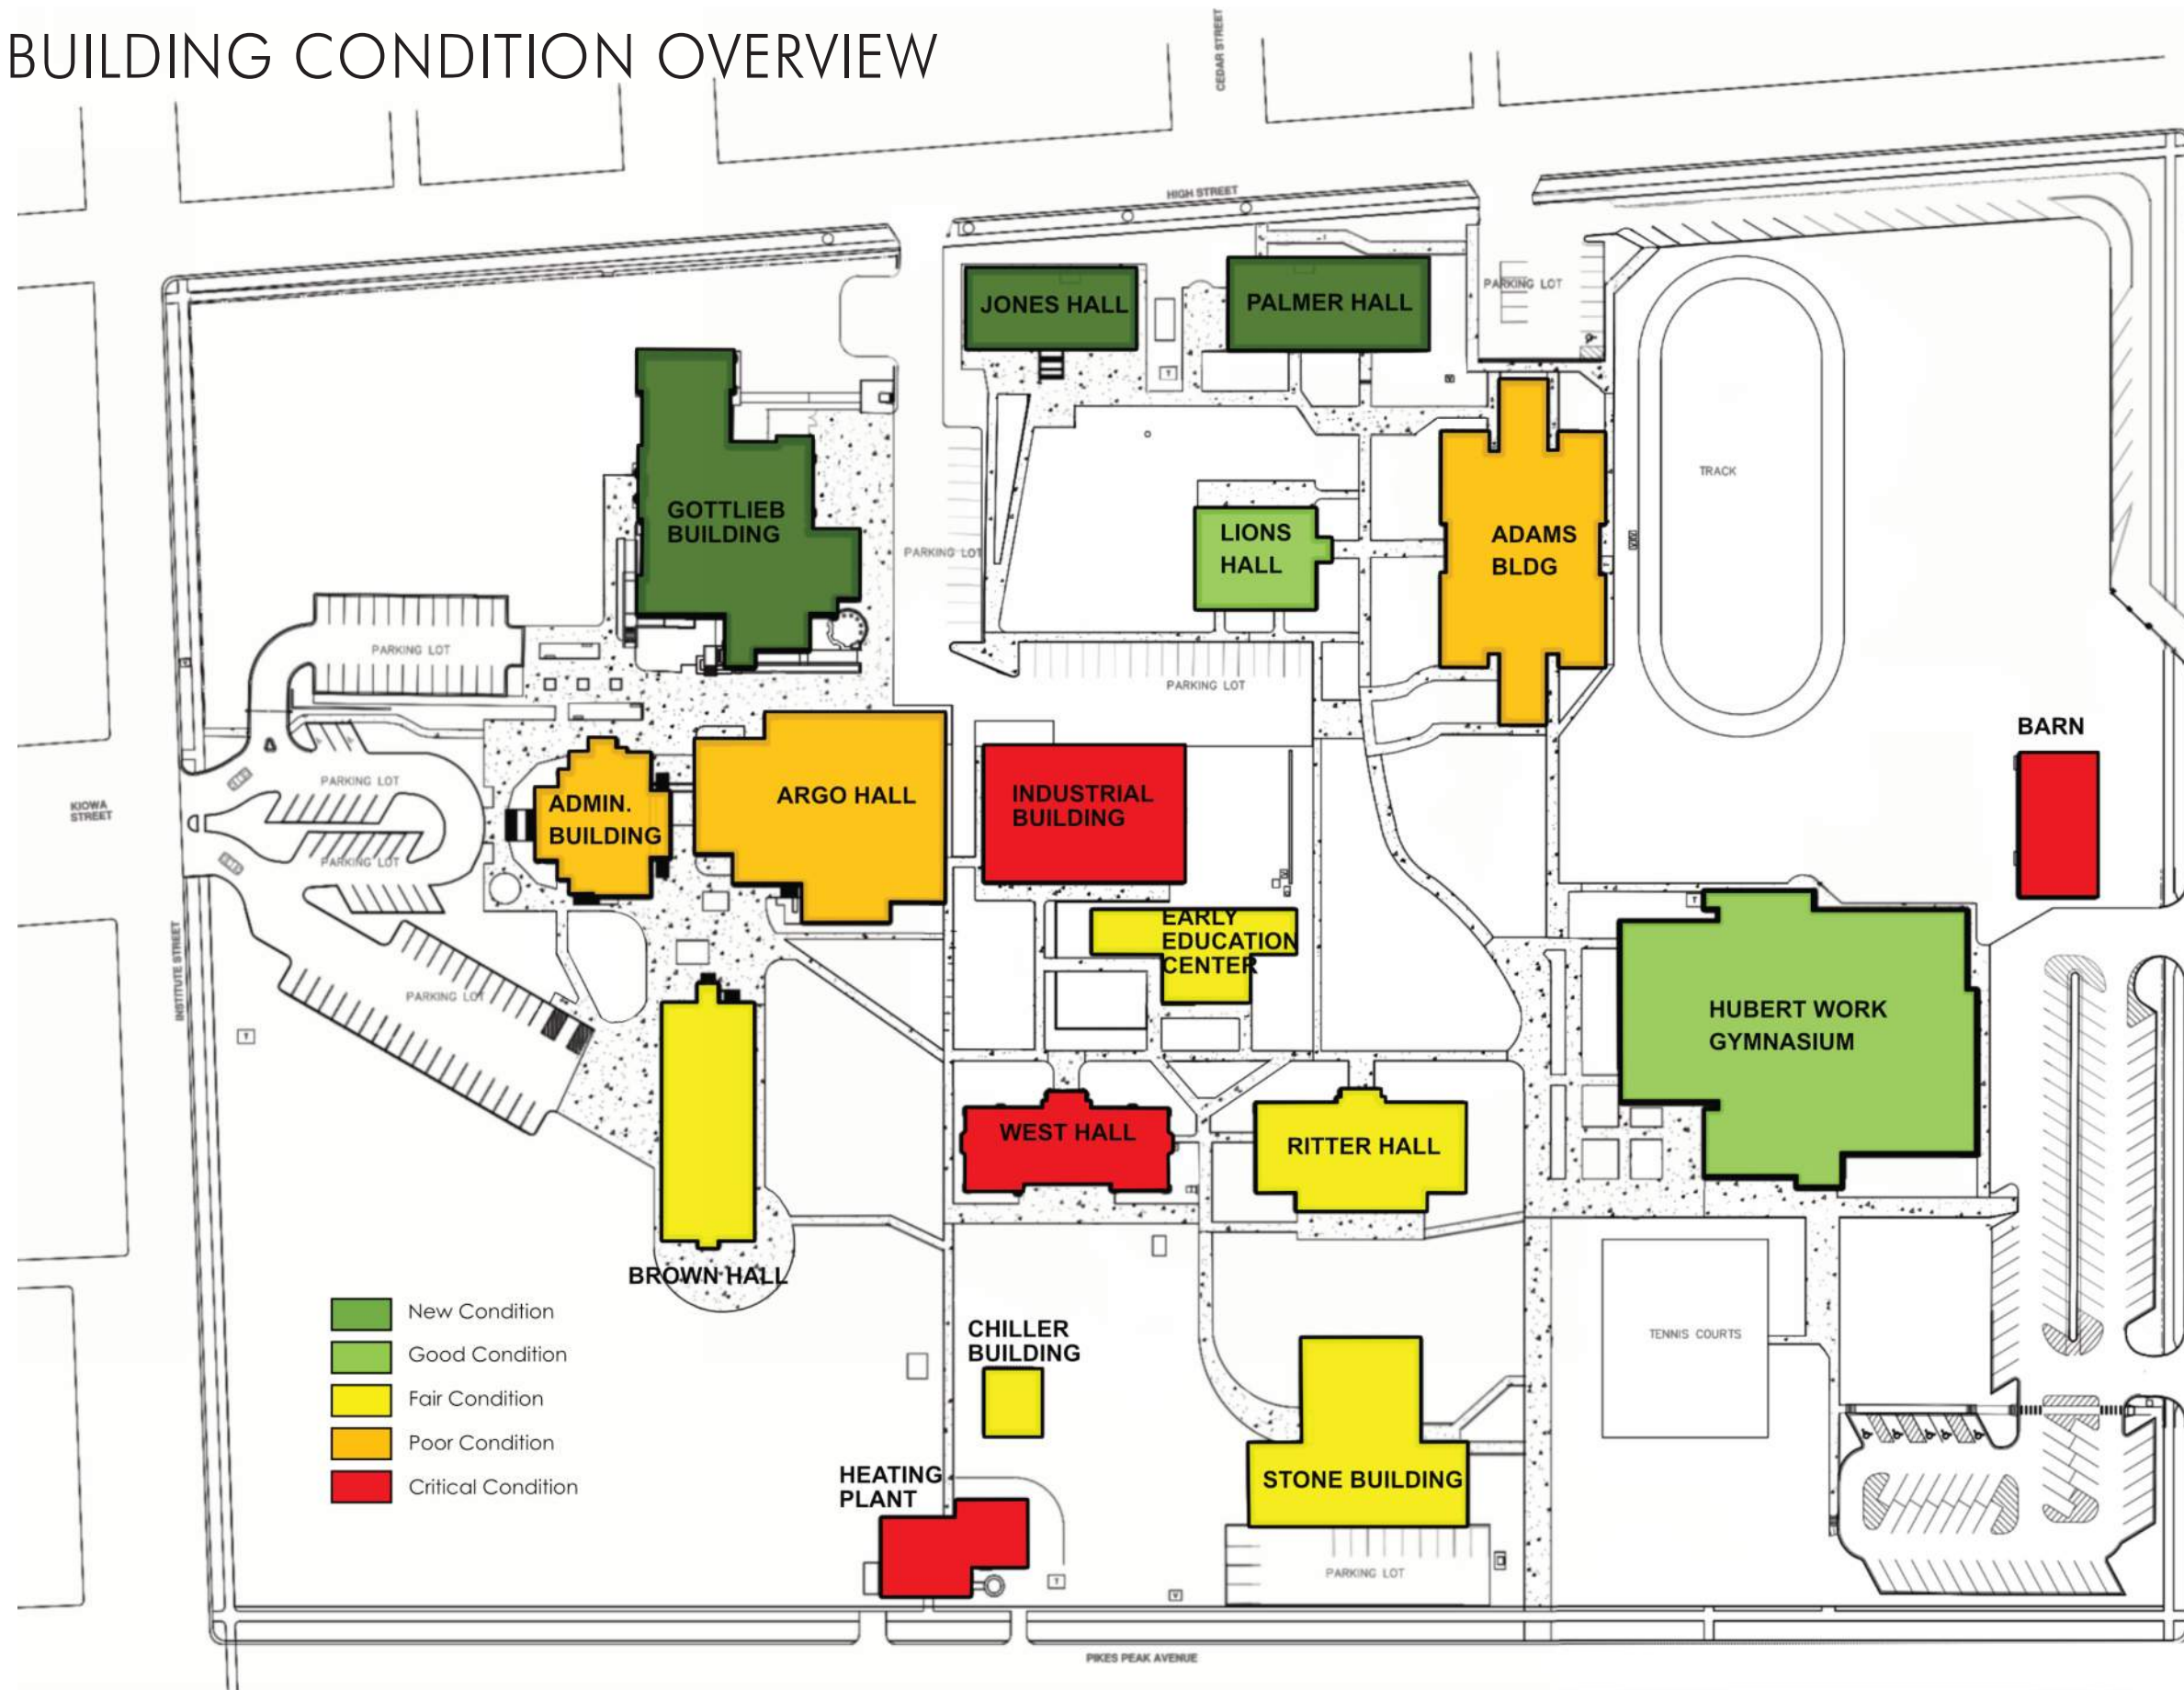 BUILDING CONDITION OVERVIEW
CEDAR STREET
HIGH STREET
JONES HALL
PALMER HALL
PARKING LOT
TRACK
GOTTLIEB
BUILDING
PARKING LOT
LIONS
HALL
ADAMS
BLDG
PARKING LOT
PARKING LOT
BARN
KIOWA
STREET
PARKING LOT
PARKING LOT
ADMIN.
BUILDING
ARGO HALL
INDUSTRIAL
BUILDING
EARLY
EDUCATION
CENTER
INSTITUTE STREET
PARKING LOT
T
T
T
HUBERT WORK
GYMNASIUM
WEST HALL
RITTER HALL
BROWN HALL
New Condition
Good Condition
Fair Condition
Poor Condition
Critical Condition
CHILLER
BUILDING
TENNIS COURTS
HEATING
PLANT
STONE BUILDING
PARKING LOT
T
PIKES PEAK AVENUE